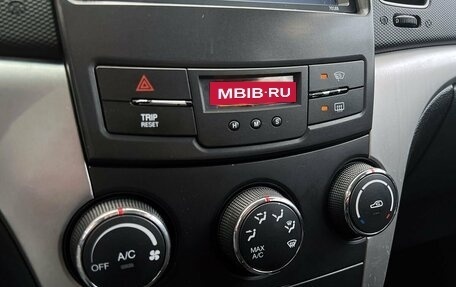 MBIB-RU
TRIP
RESET
H M S
OFF A/C
MAX
A/C